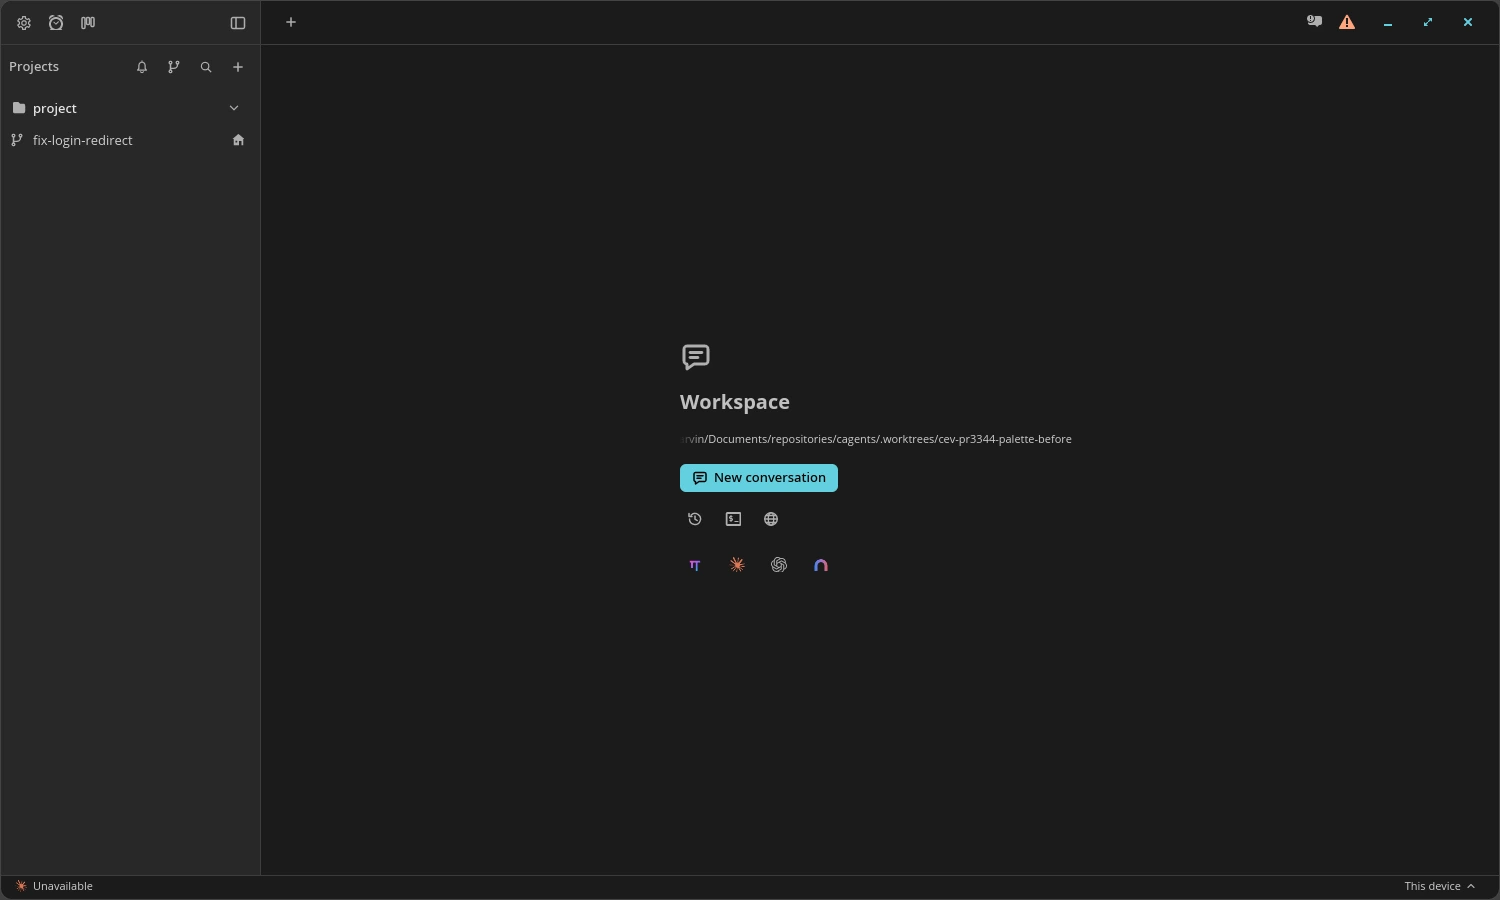 Projects
project
fix-login-redirect
Workspace
vin/Documents/repositories/cagents/.worktrees/cev-pr3344-palette-before
New conversation
Unavailable
This device